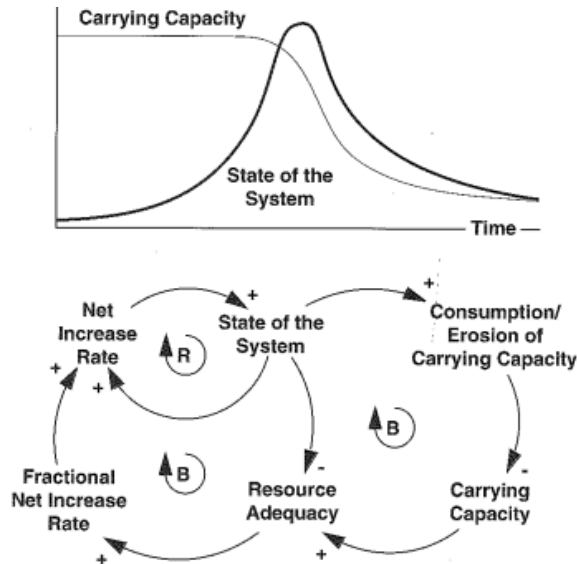 Carrying Capacity
State of the
System
Time
+
Net
Increase
Rate
+
+
R
State of the
System
+
Consumption/
Erosion of
Carrying Capacity
B
B
-
-
Fractional
Net Increase
Rate
+
Resource
Adequacy
+
Carrying
Capacity